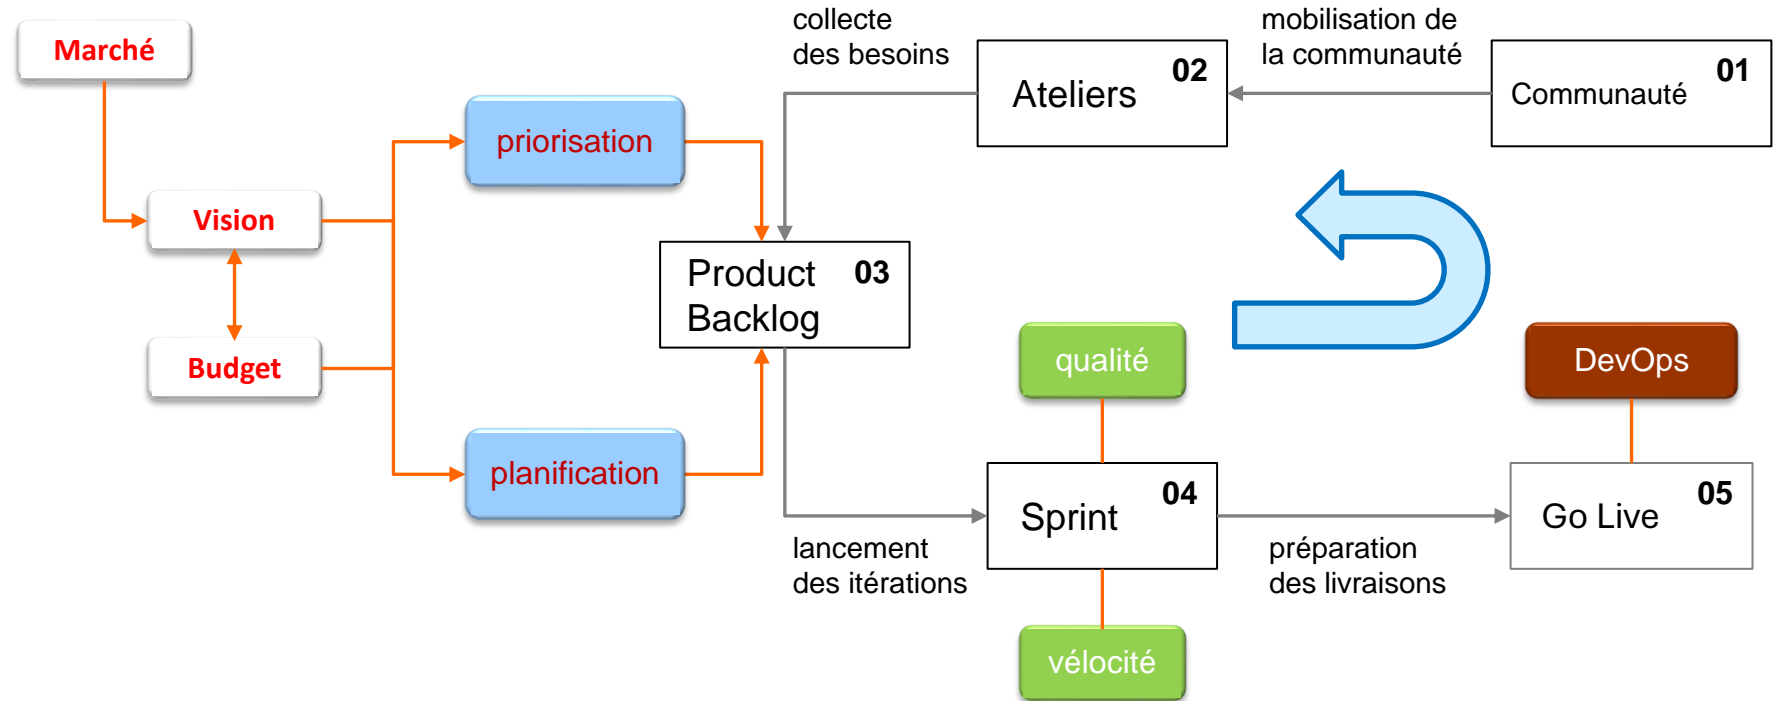 Marché
Vision
Budget
priorisation
planification
collecte
des besoins
mobilisation de
la communauté
Ateliers
02
Communauté
01
Product
Backlog
03
qualité
DevOps
Sprint
04
Go Live
05
lancement
des itérations
préparation
des livraisons
vélocité